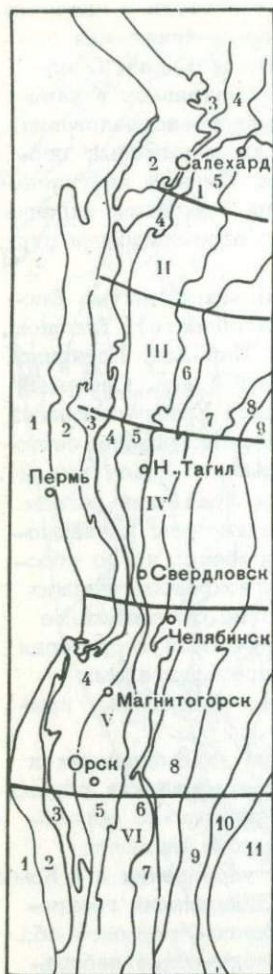 3 4
2 Салехард
1 5
4
II
III
6
7
1 2 3 4 5 7 8 9
Н. Тагил
Пермь
IV
Свердловск
Челябинск
4 Магнитогорск
V 8
Орск
3 5 6 10
1 2 VI 7 9 11